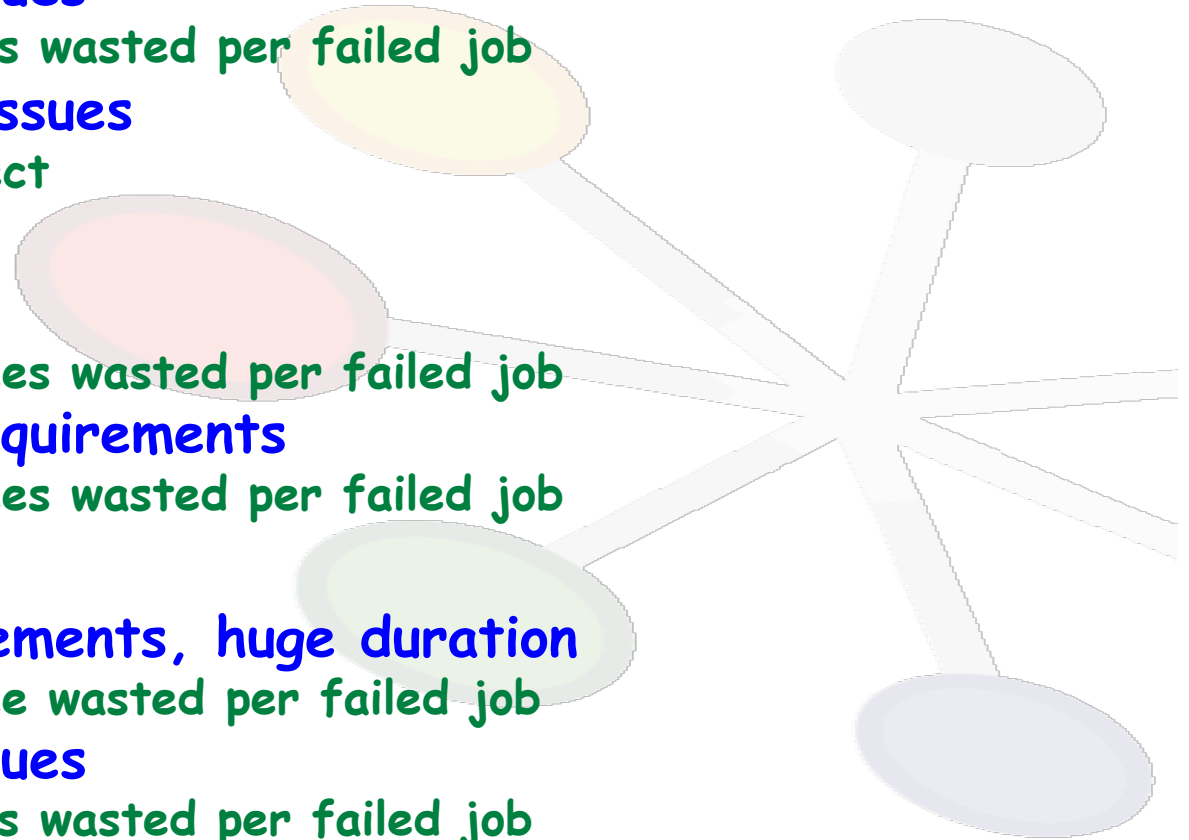 ues
s wasted per failed job
ssues
ct
es wasted per failed job
quirements
es wasted per failed job
ements, huge duration
e wasted per failed job
ues
s wasted per failed job